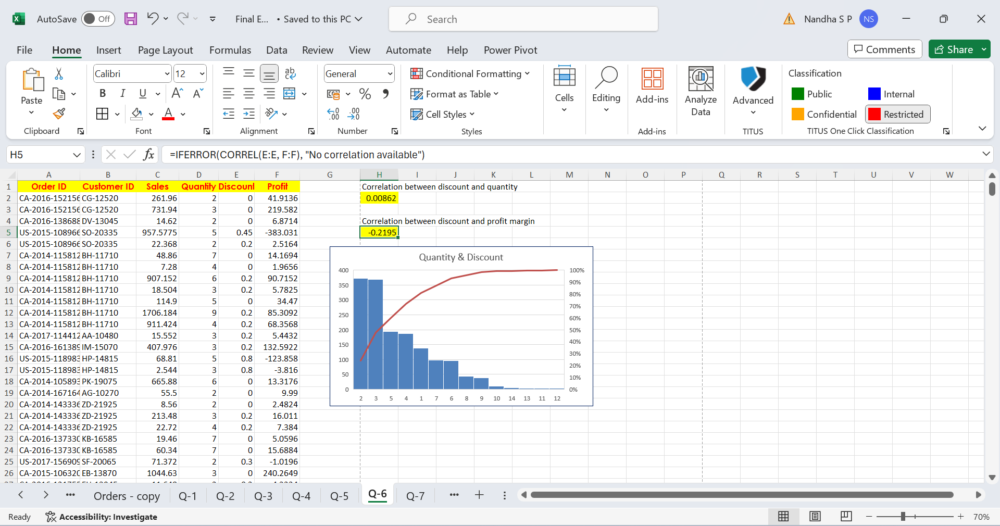 AutoSave Off Final E... • Saved to this PC Search Nandha S P NS
File Home Insert Page Layout Formulas Data Review View Automate Help Power Pivot Comments Share
Paste
Clipboard
Calibri 12
B I U A A
A
Font
ab
Alignment
General
% 9
Number
Conditional Formatting
Format as Table
Cell Styles
Styles
Cells
Editing
Add-ins
Add-ins
Analyze Data
Advanced
TITUS
Classification
Public Internal
Confidential Restricted
TITUS One Click Classification
H5 fx =IFERROR(CORREL(E:E, F:F), "No correlation available")
A B C D E F G H I J K L M N O P Q R S T U V W
1 Order ID Customer ID Sales Quantity Discount Profit Correlation between discount and quantity
2 CA-2016-152156 CG-12520 261.96 2 0 41.9136 0.00862
3 CA-2016-152156 CG-12520 731.94 3 0 219.582
4 CA-2016-138688 DV-13045 14.62 2 0 6.8714 Correlation between discount and profit margin
5 US-2015-108966 SO-20335 957.5775 5 0.45 -383.031 -0.2195
6 US-2015-108966 SO-20335 22.368 2 0.2 2.5164
7 CA-2014-115812 BH-11710 48.86 7 0 14.1694
8 CA-2014-115812 BH-11710 7.28 4 0 1.9656
9 CA-2014-115812 BH-11710 907.152 6 0.2 90.7152
10 CA-2014-115812 BH-11710 18.504 3 0.2 5.7825
11 CA-2014-115812 BH-11710 114.9 5 0 34.47
12 CA-2014-115812 BH-11710 1706.184 9 0.2 85.3092
13 CA-2014-115812 BH-11710 911.424 4 0.2 68.3568
14 CA-2017-114412 AA-10480 15.552 3 0.2 5.4432
15 CA-2016-161389 IM-15070 407.976 3 0.2 132.5922
16 US-2015-118983 HP-14815 68.81 5 0.8 -123.858
17 US-2015-118983 HP-14815 2.544 3 0.8 -3.816
18 CA-2014-105893 PK-19075 665.88 6 0 13.3176
19 CA-2014-167164 AG-10270 55.5 2 0 9.99
20 CA-2014-143336 ZD-21925 8.56 2 0 2.4824
21 CA-2014-143336 ZD-21925 213.48 3 0.2 16.011
22 CA-2014-143336 ZD-21925 22.72 4 0.2 7.384
23 CA-2016-137330 KB-16585 19.46 7 0 5.0596
24 CA-2016-137330 KB-16585 60.34 7 0 15.6884
25 US-2017-156909 SF-20065 71.372 2 0.3 -1.0196
26 CA-2015-106320 EB-13870 1044.63 3 0 240.2649
Quantity & Discount
400 100%
90%
350
80%
300
70%
250
60%
200 50%
150 40%
100 30%
20%
50
10%
0 0%
2 3 5 4 1 7 6 8 9 10 14 13 11 12
Orders - copy Q-1 Q-2 Q-3 Q-4 Q-5 Q-6 Q-7
Ready Accessibility: Investigate 70%